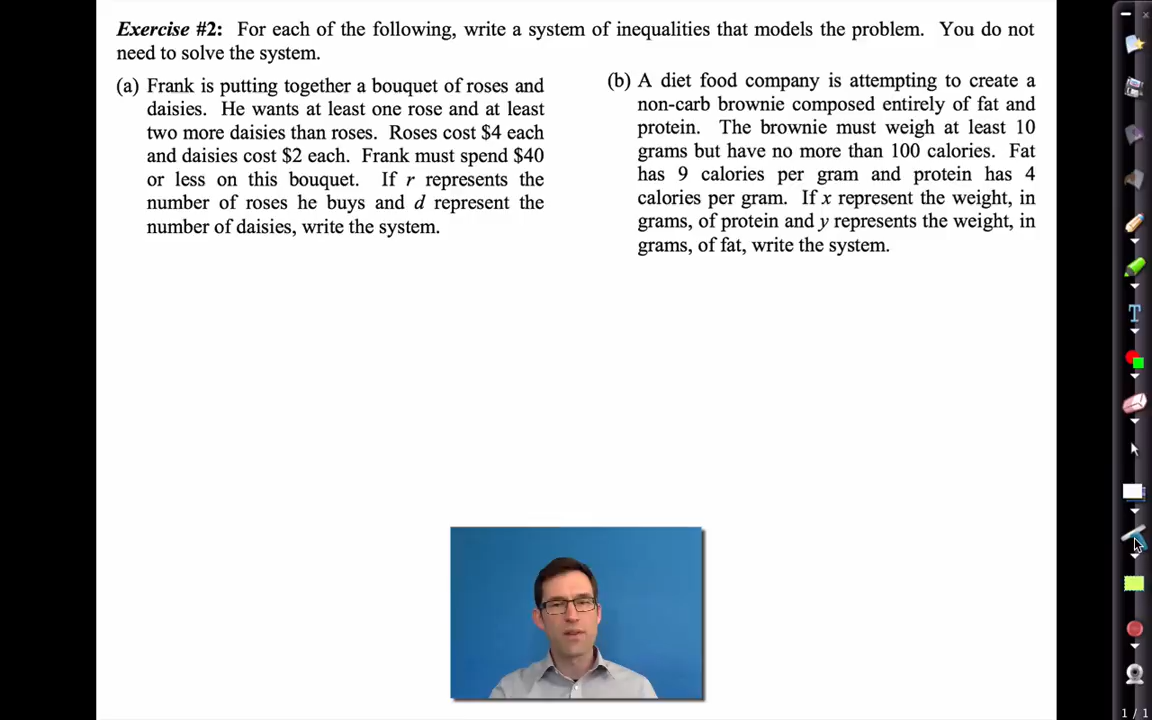 Exercise #2: For each of the following, write a system of inequalities that models the problem. You do not
need to solve the system.
(a) Frank is putting together a bouquet of roses and
daisies. He wants at least one rose and at least
two more daisies than roses. Roses cost $4 each
and daisies cost $2 each. Frank must spend $40
or less on this bouquet. If r represents the
number of roses he buys and d represent the
number of daisies, write the system.
(b) A diet food company is attempting to create a
non-carb brownie composed entirely of fat and
protein. The brownie must weigh at least 10
grams but have no more than 100 calories. Fat
has 9 calories per gram and protein has 4
calories per gram. If x represent the weight, in
grams, of protein and y represents the weight, in
grams, of fat, write the system.
T
1 / 1